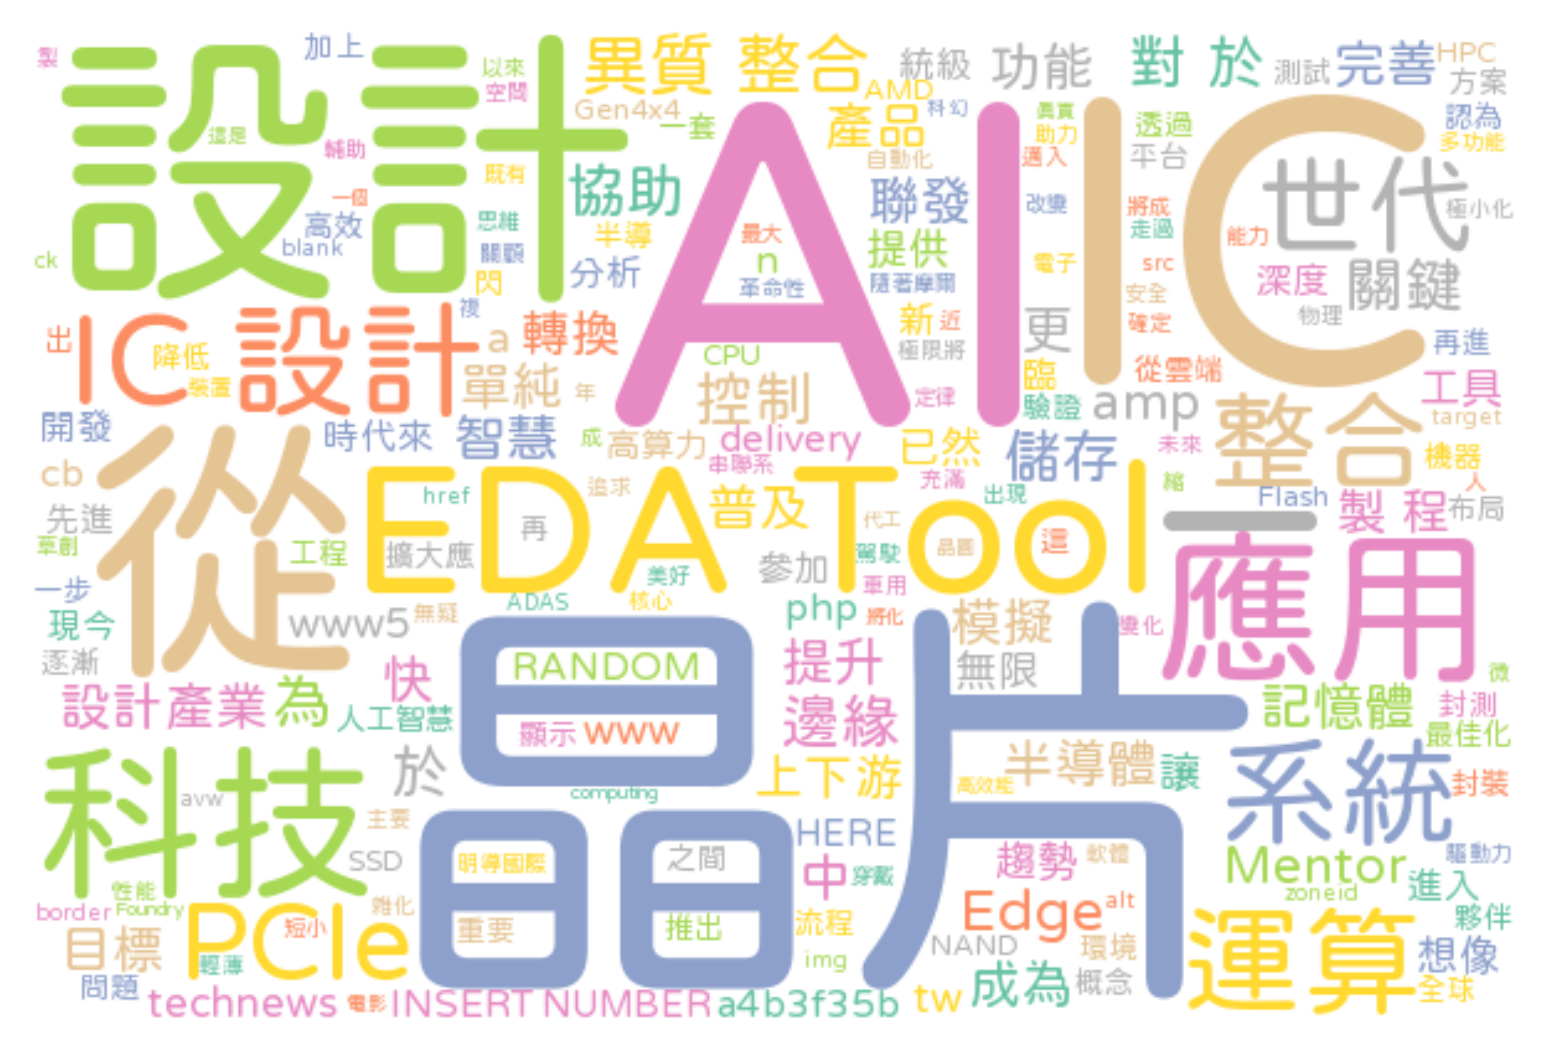 製 加上 以來 空間 異質 整合 統級 功能 對 於 測試 完善 HPC 方案
設計 這是 輔助 一個 既有 Gen4x4 一套 產品 AMD 科幻 眞實 助力 透過 認為 多功能
AI IC 自動化 邁入 平台 世代 極小化
ck 高效 blank 思維 關顧 閃 協助 半導 分析 聯發 提供 最大 n 革命性 隨著摩爾 改變 電子 將成 走過 src 安全 能力 深度 關鍵 物理
出 IC 設計 降低 裝置 複 a 轉換 單純 年 CPU 控制 新 近 極限將 定律 更 臨 驗證 確定 從雲端 amp 再進 工具 target
開發 時代來 智慧 成 高算力 delivery 串聯系 已然 充滿 儲存 未來 整合 機器 人
cb 先進 草創 從 工程 href 追求 再 擴大應 EDA Tool 普及 代工 晶圓 出現 這 縮 Flash 一 製 程 布局
一步 現今 逐漸 www5 無疑 ADAS 美好 核心 參加 駕駛 車用 php 將化 模擬 無限 變化 應用 微
設計產業 為 快 人工智慧 晶片 RANDOM 顯示 www 提升 邊緣 記憶體 封測 最佳化
科技 avw 於 主要 computing 上下游 高效能 半導體 讓 系統 封裝
SSD 明導國際 之間 HERE 中 穿戴 趨勢 軟體 Mentor 驅動力 zoneid 進入
border 性能 Foundry PCIe 短小 雜化 重要 推出 流程 Edge alt 運算 夥伴
目標 輕薄 img NAND 環境 想像
問題 technews 電影 INSERT NUMBER a4b3f35b tw 成為 概念 全球